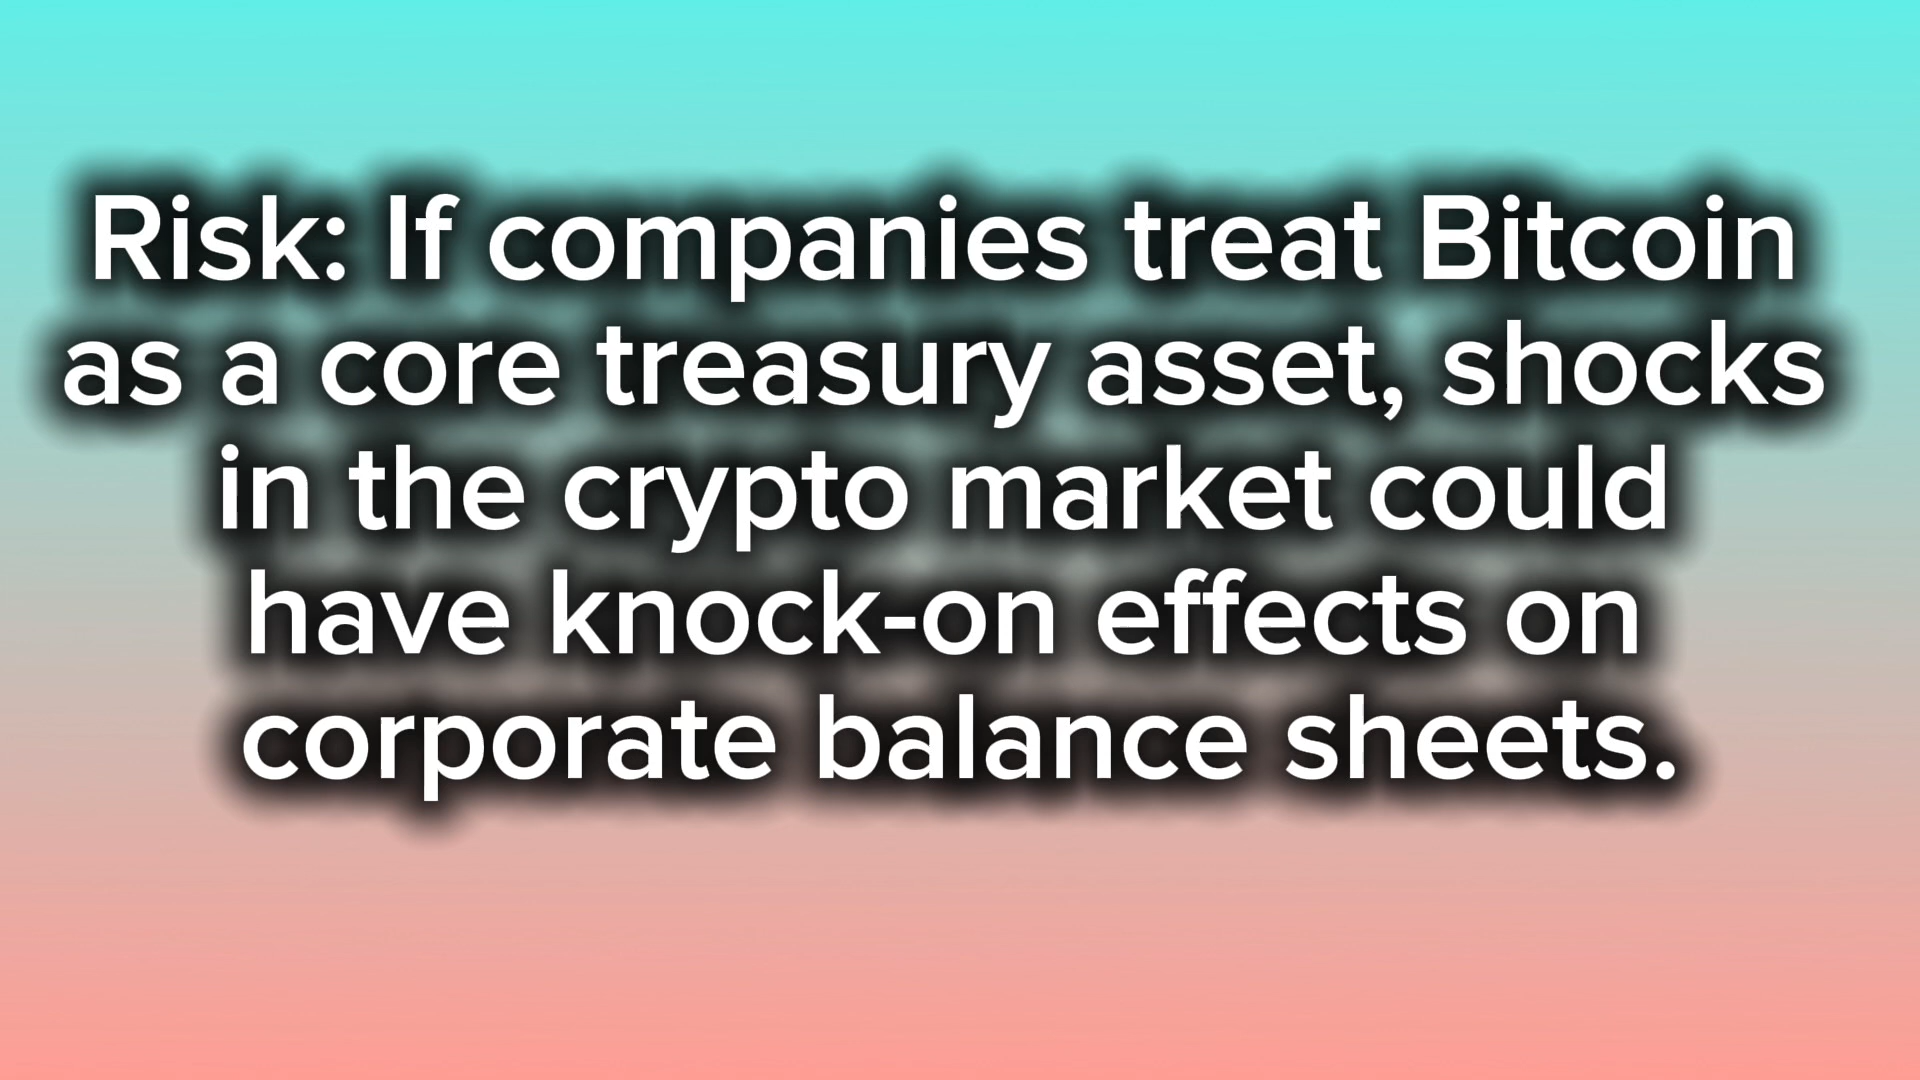 Risk: If companies treat Bitcoin
as a core treasury asset, shocks
in the crypto market could
have knock-on effects on
corporate balance sheets.